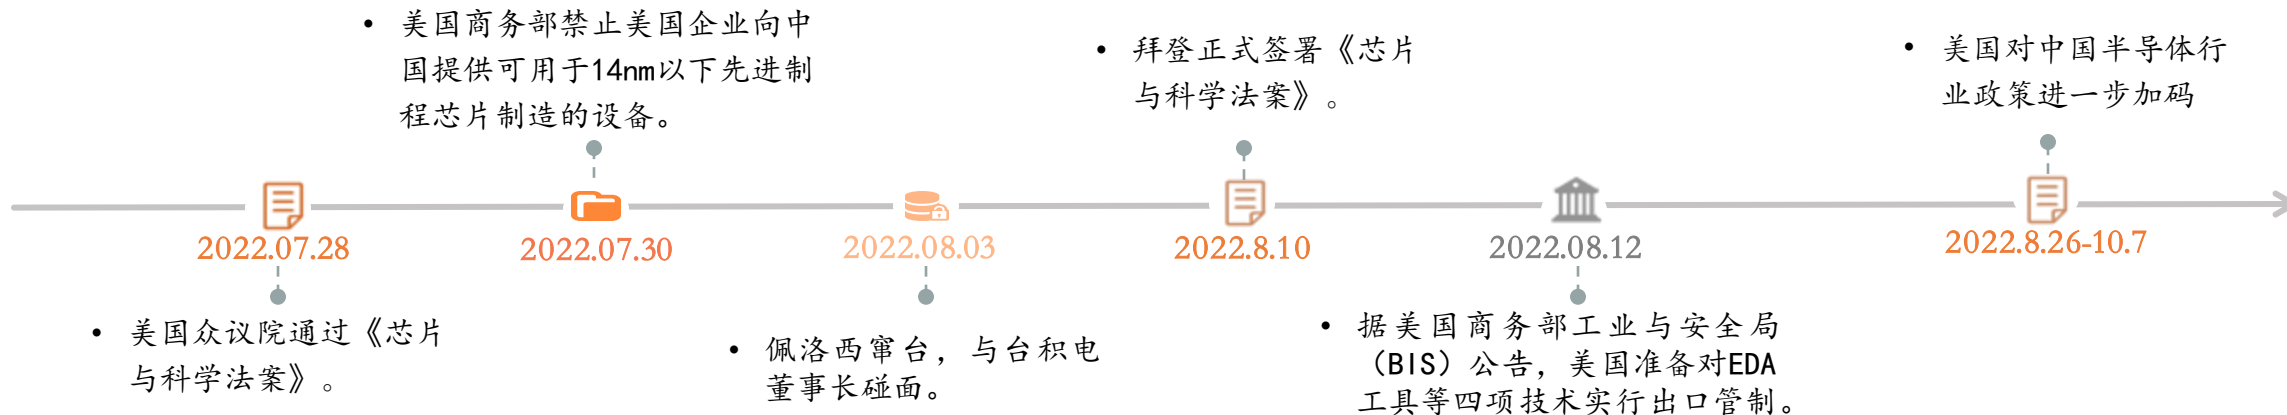 • 美国商务部禁止美国企业向中
国提供可用于14nm以下先进制
程芯片制造的设备。
• 拜登正式签署《芯片
与科学法案》。
• 美国对中国半导体行
业政策进一步加码
2022.07.28
2022.07.30
2022.08.03
2022.8.10
2022.08.12
2022.8.26-10.7
• 美国众议院通过《芯片
与科学法案》。
• 佩洛西窜台，与台积电
董事长碰面。
• 据美国商务部工业与安全局
（BIS）公告，美国准备对EDA
工具等四项技术实行出口管制。